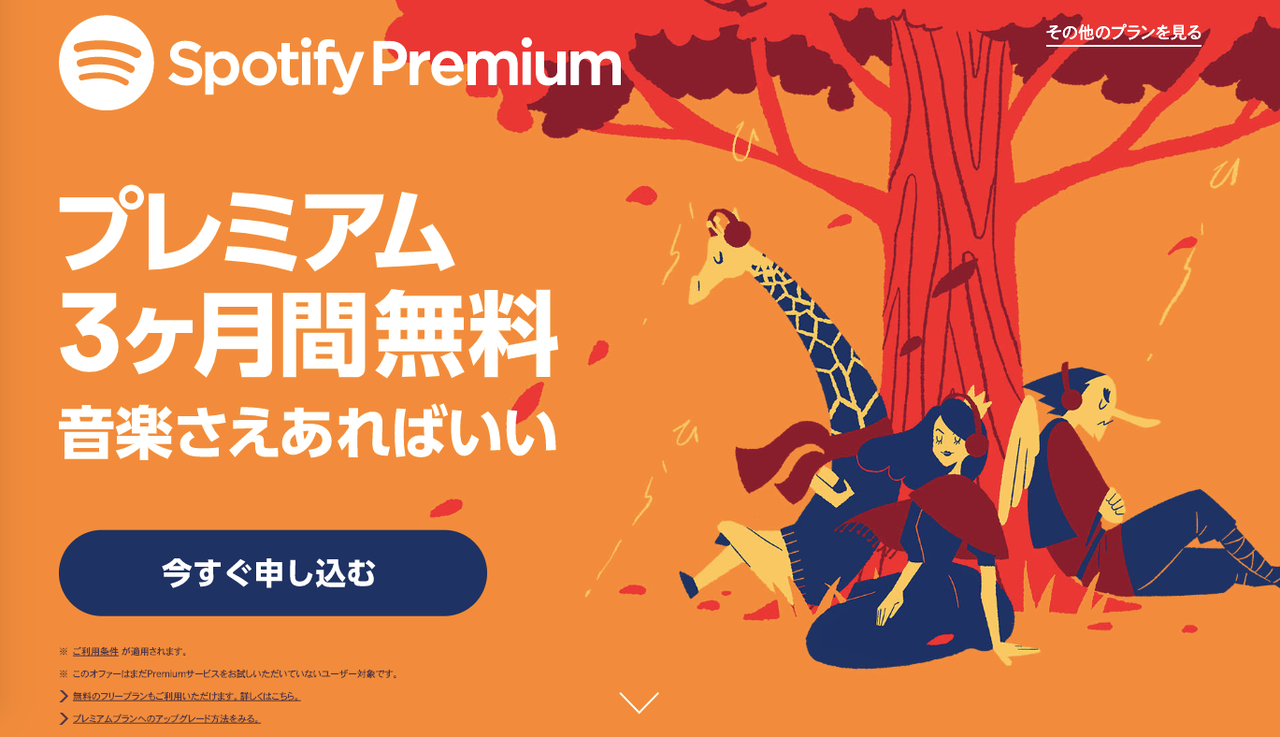 Spotify Premium
その他のプランを見る
プレミアム
3ヶ月間無料
音楽さえあればいい
今すぐ申し込む
※ ご利用条件 が適用されます。
※ このオファーはまだPremiumサービスをお試しいただいていないユーザー対象です。
無料のフリープランもご利用いただけます。詳しくはこちら。
プレミアムプランへのアップグレード方法をみる。